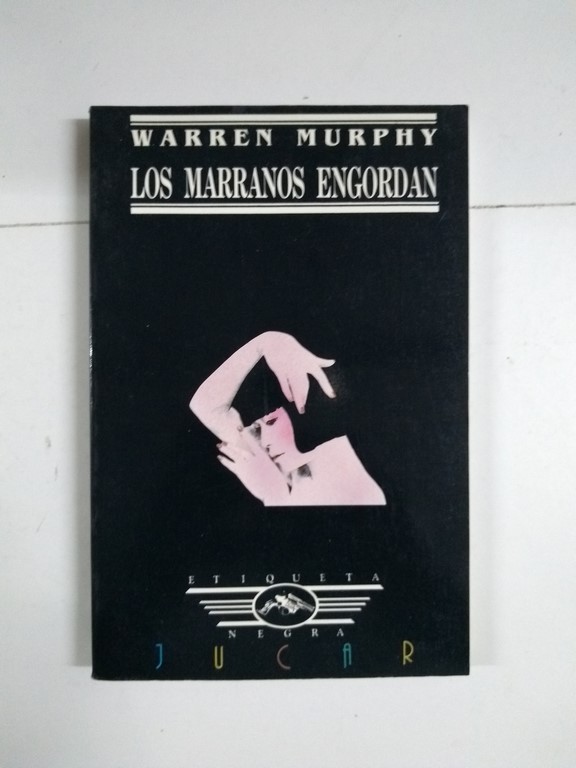 WARREN MURPHY
LOS MARRANOS ENGORDAN
ETIQUETA
NEGRA
JUCAR